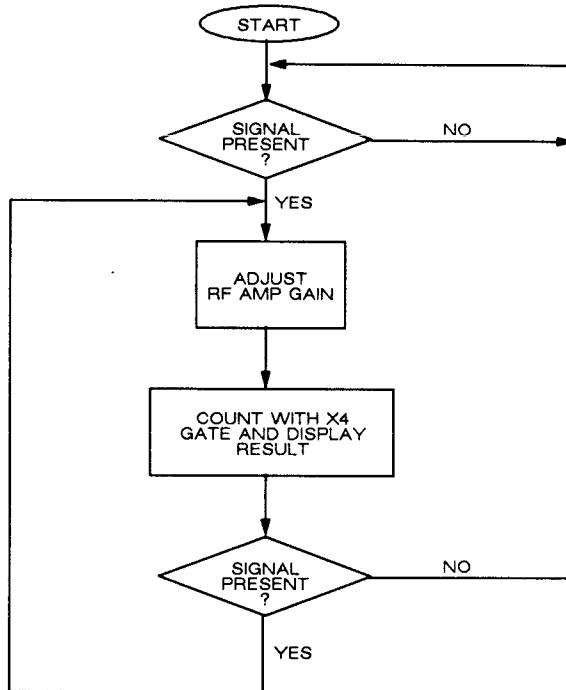 START
SIGNAL
PRESENT
?
NO
YES
ADJUST
RF AMP GAIN
COUNT WITH X4
GATE AND DISPLAY
RESULT
SIGNAL
PRESENT
?
NO
YES